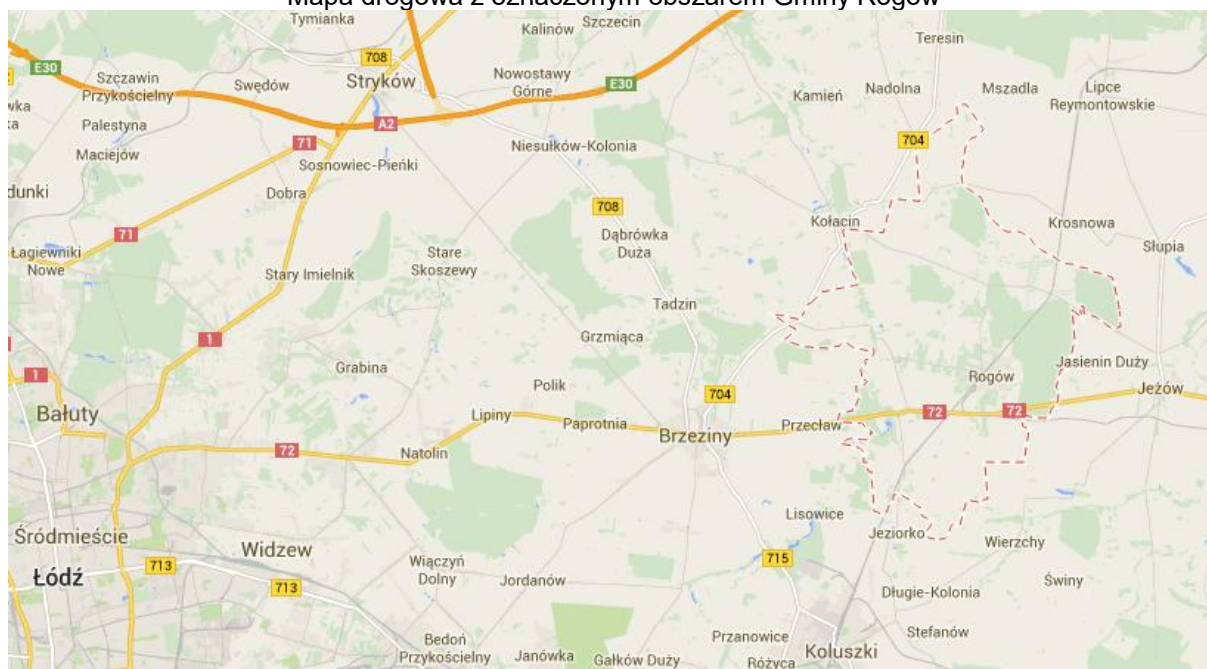 Mapa drogowa z oznaczonym obszarem Gminy Rogów
Tymianka
Szczecin
Kalinów
Teresin
708
E30
Szczawin
Przykościelny
Swędów
Stryków
Nowostawy
Górne
E30
Kamień
Nadolna
Mszadla
Lipce
Reymontowskie
Palestyna
A2
71
704
Maciejów
Sosnowiec-Pieńki
Niesułków-Kolonia
Dobra
708
Kołacin
Krosnowa
71
Dąbrówka
Duża
Słupia
Łagiewniki
Nowe
Stare
Skoszewy
Stary Imielnik
Tadzin
1
Grzmiąca
1
Grabina
Jasienin Duży
Rogów
Polik
704
Jeżów
Bałuty
Lipiny
Paprotnia
Brzeziny
Przecław
72
72
72
Natolin
Lisowice
Śródmieście
Widzew
Jeziorko
Wierzchy
Łódź
713
713
Wiączyń
Dolny
Jordanów
715
Świny
Długie-Kolonia
Bedoń
Przykościelny
Janówka
Gałków Duży
Przanowice
Różyca
Koluszki
Stefanów